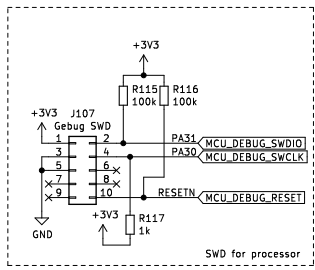 +3V3
R115
100k
R116
100k
+3V3
J107
Gebug SWD
1
2
PA31
MCU_DEBUG_SWDIO
3
4
PA30
MCU_DEBUG_SWCLK
5
6
7
8
9
10
RESETN
MCU_DEBUG_RESET
+3V3
R117
1k
GND
SWD for processor